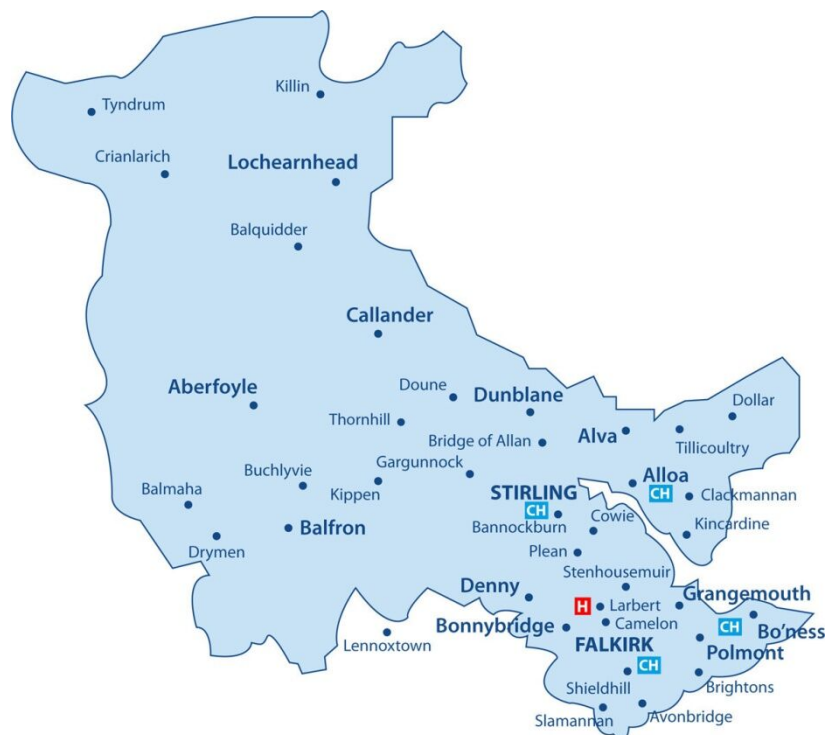 Killin
Tyndrum
Crianlarich
Lochearnhead
Balquidder
Callander
Aberfoyle
Doune
Dunblane
Dollar
Thornhill
Bridge of Allan
Alva
Tillicoultry
Buchlyvie
Gargunnock
Alloa
Balmaha
Kippen
STIRLING
CH
Clackmannan
CH
Balfron
Bannockburn
Cowie
Kincardine
Drymen
Plean
Stenhousemuir
Denny
Grangemouth
H
Larbert
Bonnybridge
Camelon
CH
Bo'ness
Lennoxtown
FALKIRK
Polmont
CH
Shieldhill
Brightons
Slamannan
Avonbridge